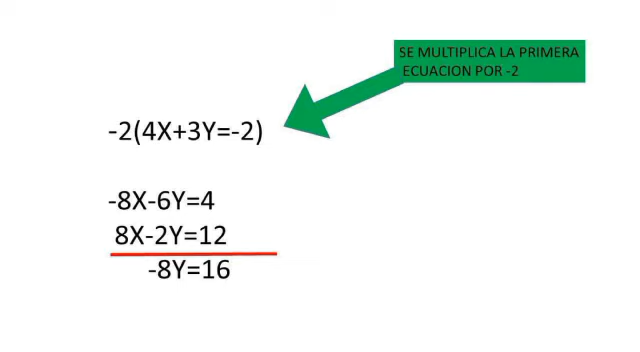 SE MULTIPLICA LA PRIMERA
ECUACION POR -2
-2(4X+3Y=-2)
-8X-6Y=4
8X-2Y=12
-8Y=16